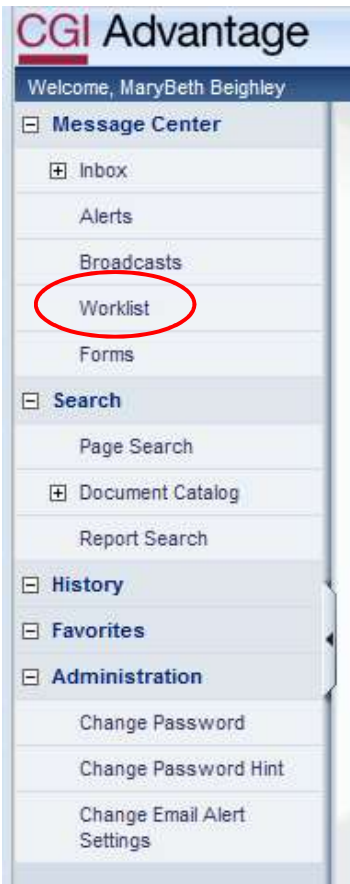 CGI Advantage
Welcome, MaryBeth Beighley
Message Center
Inbox
Alerts
Broadcasts
Worklist
Forms
Search
Page Search
Document Catalog
Report Search
History
Favorites
Administration
Change Password
Change Password Hint
Change Email Alert
Settings